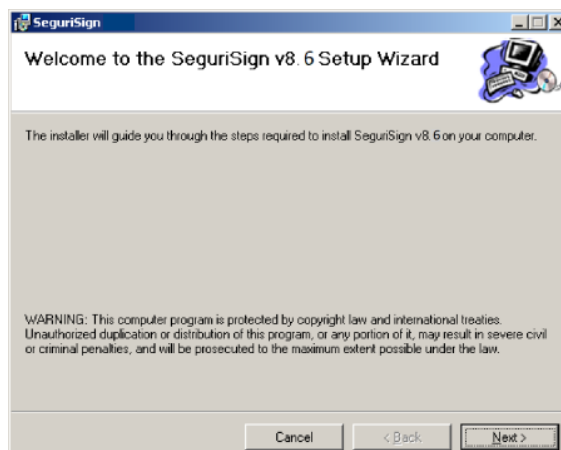 SeguriSign
Welcome to the SeguriSign v8.6 Setup Wizard
The installer will guide you through the steps required to install SeguriSign v8.6 on your computer.
WARNING: This computer program is protected by copyright law and international treaties.
Unauthorized duplication or distribution of this program, or any portion of it, may result in severe civil
or criminal penalties, and will be prosecuted to the maximum extent possible under the law.
Cancel
< Back
Next >